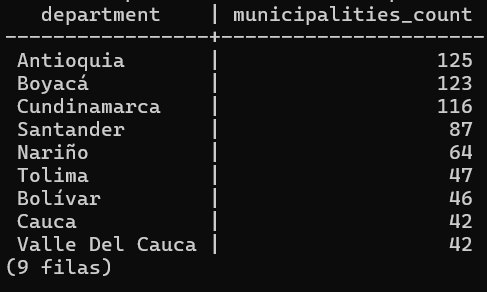 department | municipalities_count
-----------------+----------------------
Antioquia | 125
Boyacá | 123
Cundinamarca | 116
Santander | 87
Nariño | 64
Tolima | 47
Bolívar | 46
Cauca | 42
Valle Del Cauca | 42
(9 filas)